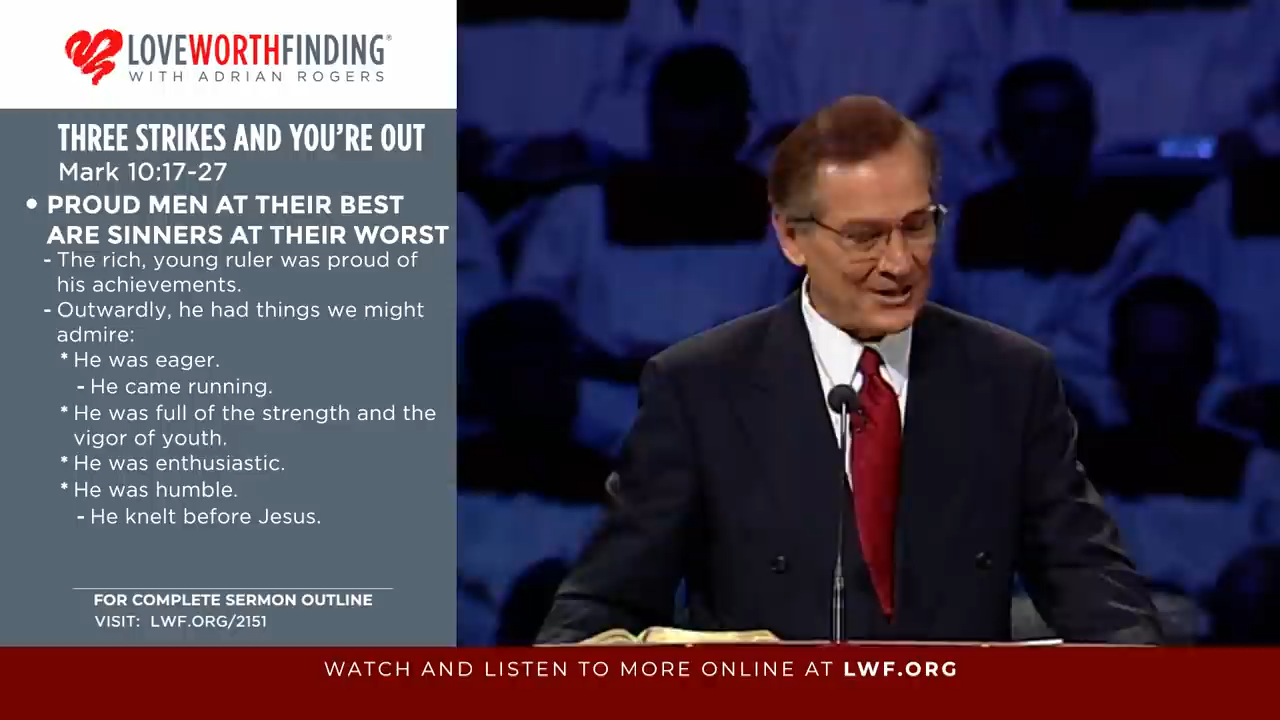 LOVEWORTHFINDING®
WITH ADRIAN ROGERS
THREE STRIKES AND YOU'RE OUT
Mark 10:17-27
• PROUD MEN AT THEIR BEST
ARE SINNERS AT THEIR WORST
- The rich, young ruler was proud of
his achievements.
- Outwardly, he had things we might
admire:
* He was eager.
- He came running.
* He was full of the strength and the
vigor of youth.
* He was enthusiastic.
* He was humble.
- He knelt before Jesus.
FOR COMPLETE SERMON OUTLINE
VISIT: LWF.ORG/2151
WATCH AND LISTEN TO MORE ONLINE AT LWF.ORG